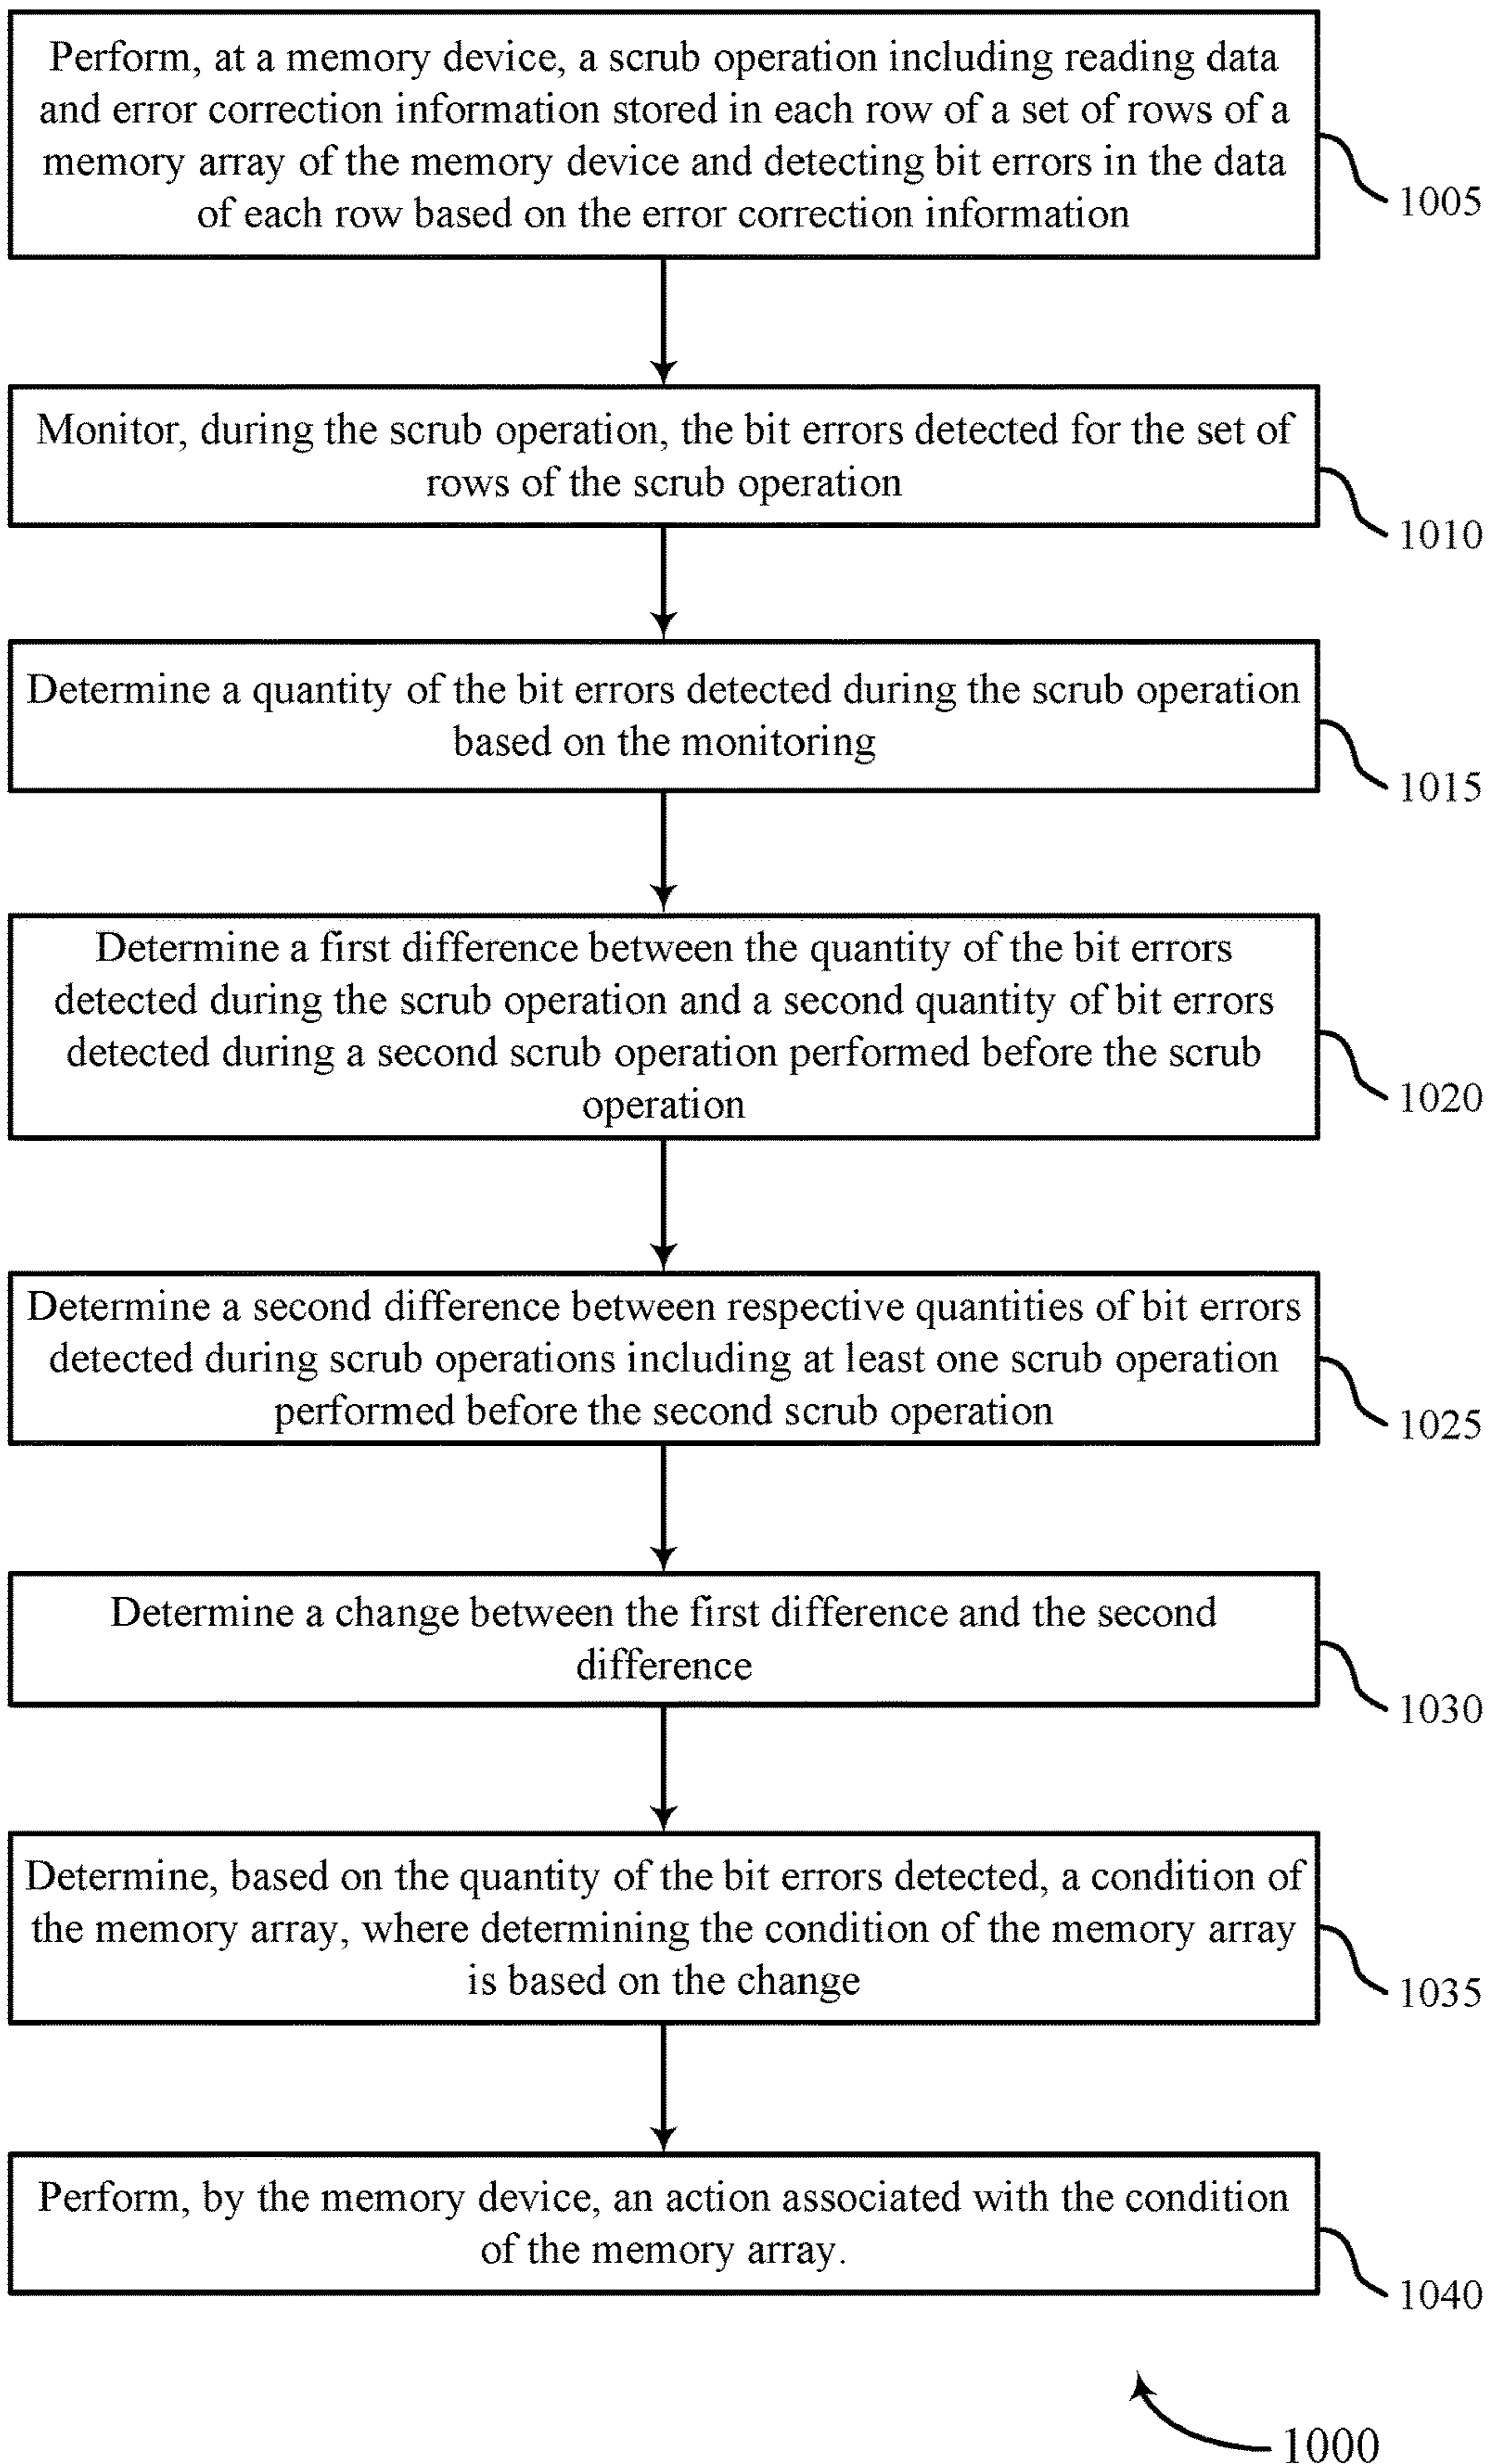 Perform, at a memory device, a scrub operation including reading data
and error correction information stored in each row of a set of rows of a
memory array of the memory device and detecting bit errors in the data
of each row based on the error correction information
1005
Monitor, during the scrub operation, the bit errors detected for the set of
rows of the scrub operation
1010
Determine a quantity of the bit errors detected during the scrub operation
based on the monitoring
1015
Determine a first difference between the quantity of the bit errors
detected during the scrub operation and a second quantity of bit errors
detected during a second scrub operation performed before the scrub
operation
1020
Determine a second difference between respective quantities of bit errors
detected during scrub operations including at least one scrub operation
performed before the second scrub operation
1025
Determine a change between the first difference and the second
difference
1030
Determine, based on the quantity of the bit errors detected, a condition of
the memory array, where determining the condition of the memory array
is based on the change
1035
Perform, by the memory device, an action associated with the condition
of the memory array.
1040
1000